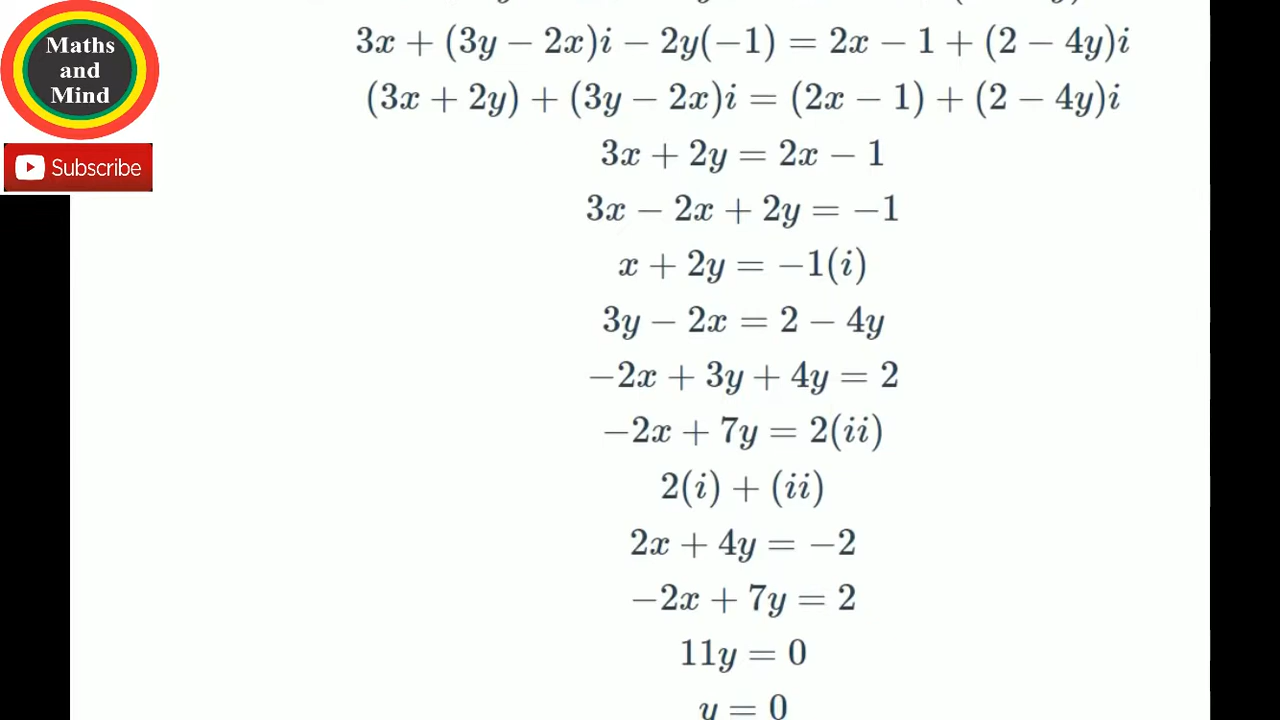 Maths
and
Mind
Subscribe
3x + (3y − 2x)i − 2y(−1) = 2x − 1 + (2 − 4y)i
(3x + 2y) + (3y − 2x)i = (2x − 1) + (2 − 4y)i
3x + 2y = 2x − 1
3x − 2x + 2y = −1
x + 2y = −1(i)
3y − 2x = 2 − 4y
−2x + 3y + 4y = 2
−2x + 7y = 2(ii)
2(i) + (ii)
2x + 4y = −2
−2x + 7y = 2
11y = 0
y = 0